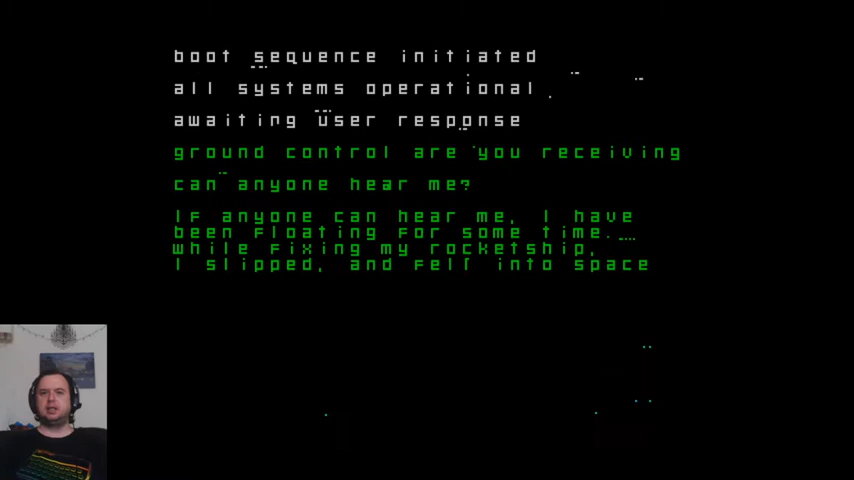 boot sequence initiated
all systems operational.
awaiting user response
ground control are you receiving
can anyone hear me?
If anyone can hear me, I have
been floating for some time.
while fixing my rocketship,
I slipped, and fell into space